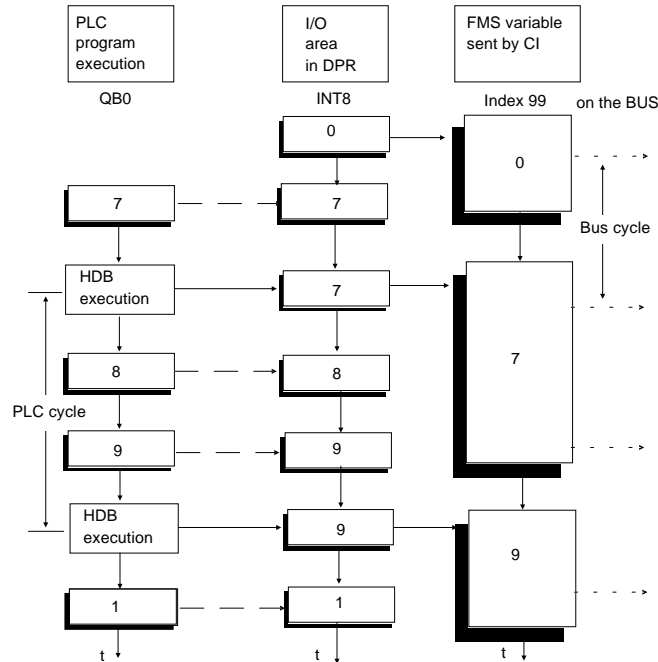 PLC
program
execution
I/O
area
in DPR
FMS variable
sent by CI
QB0
INT8
Index 99
on the BUS
0
0
7
7
Bus cycle
HDB
execution
7
7
8
8
PLC cycle
9
9
HDB
execution
9
9
1
1
t
t
t